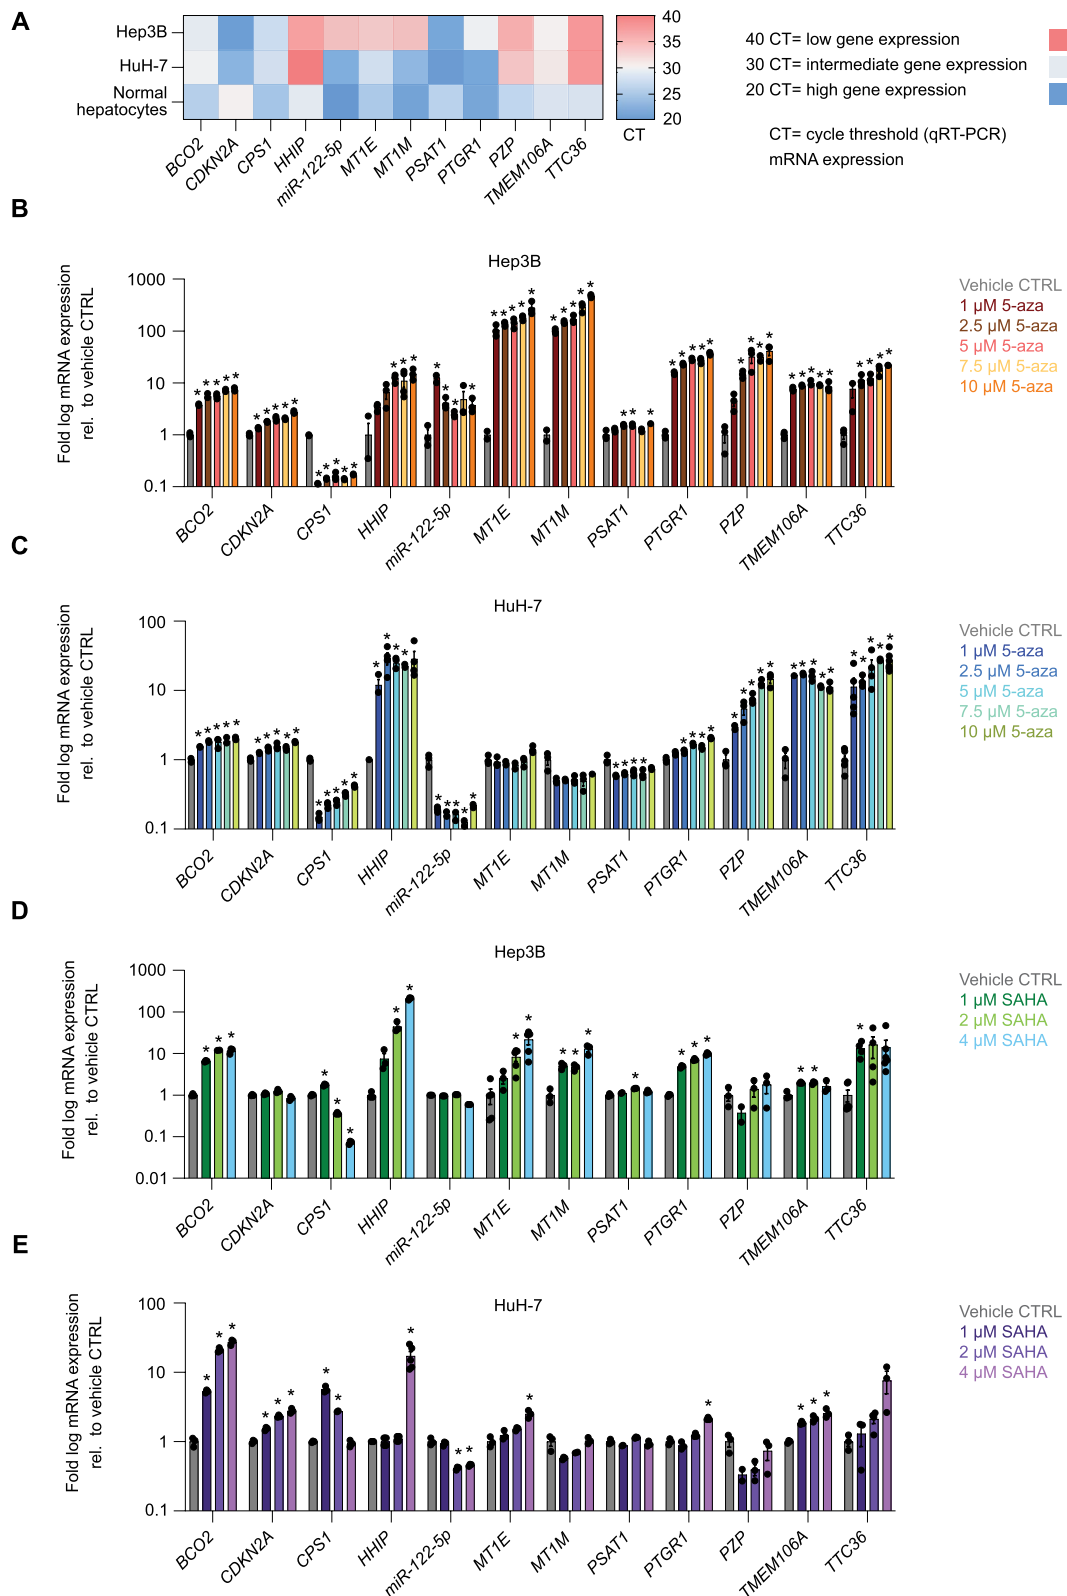 A
Hep3B
HuH-7
Normal
hepatocytes
40
35
30
25
20
CT
BCO2
CDKN2A
CPS1
HHIP
miR-122-5p
MT1E
MT1M
PSAT1
PTGR1
PZP
TMEM106A
TTC36
40 CT= low gene expression
30 CT= intermediate gene expression
20 CT= high gene expression
CT= cycle threshold (qRT-PCR)
mRNA expression
B
Hep3B
Fold log mRNA expression
rel. to vehicle CTRL
1000
100
10
1
0.1
BCO2
CDKN2A
CPS1
HHIP
miR-122-5p
MT1E
MT1M
PSAT1
PTGR1
PZP
TMEM106A
TTC36
Vehicle CTRL
1 µM 5-aza
2.5 µM 5-aza
5 µM 5-aza
7.5 µM 5-aza
10 µM 5-aza
C
HuH-7
Fold log mRNA expression
rel. to vehicle CTRL
100
10
1
0.1
BCO2
CDKN2A
CPS1
HHIP
miR-122-5p
MT1E
MT1M
PSAT1
PTGR1
PZP
TMEM106A
TTC36
Vehicle CTRL
1 µM 5-aza
2.5 µM 5-aza
5 µM 5-aza
7.5 µM 5-aza
10 µM 5-aza
D
Hep3B
Fold log mRNA expression
rel. to vehicle CTRL
1000
100
10
1
0.1
0.01
BCO2
CDKN2A
CPS1
HHIP
miR-122-5p
MT1E
MT1M
PSAT1
PTGR1
PZP
TMEM106A
TTC36
Vehicle CTRL
1 µM SAHA
2 µM SAHA
4 µM SAHA
E
HuH-7
Fold log mRNA expression
rel. to vehicle CTRL
100
10
1
0.1
BCO2
CDKN2A
CPS1
HHIP
miR-122-5p
MT1E
MT1M
PSAT1
PTGR1
PZP
TMEM106A
TTC36
Vehicle CTRL
1 µM SAHA
2 µM SAHA
4 µM SAHA